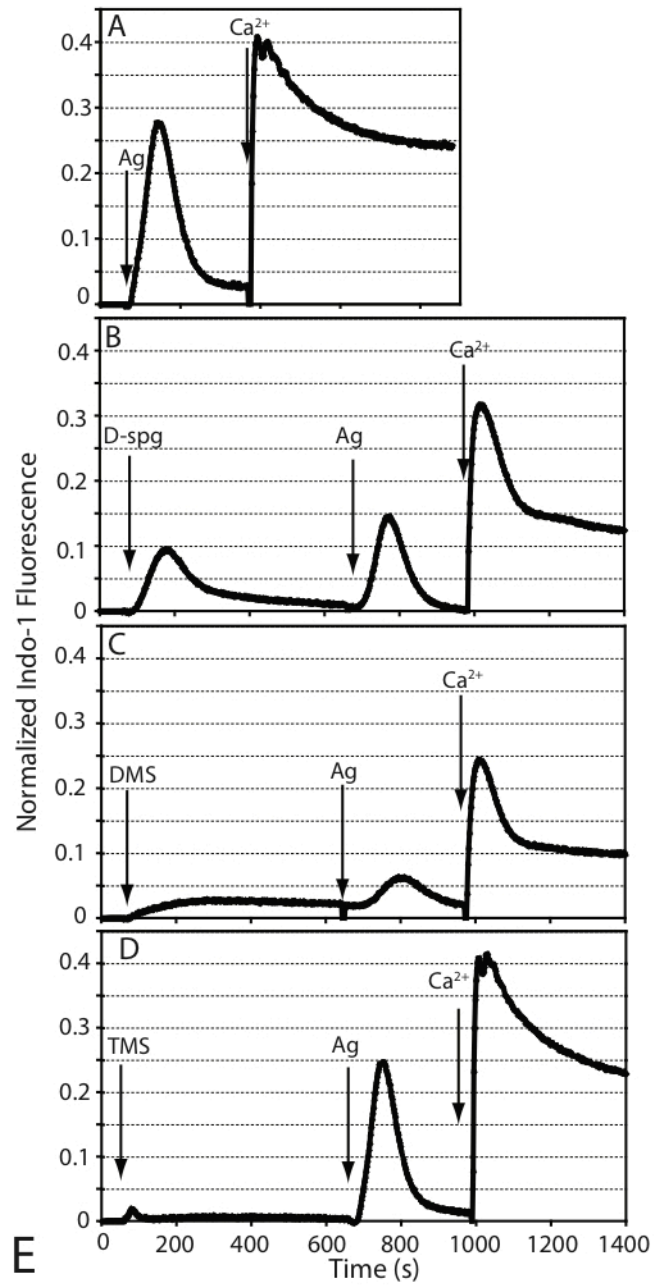 A
Ca²⁺
0.4
0.3
Ag
0.2
0.1
0
B
Ca²⁺
0.4
0.3
D-spg
Ag
0.2
0.1
0
C
Ca²⁺
0.4
0.3
DMS
Ag
0.2
0.1
0
D
0.4
Ca²⁺
0.3
TMS
Ag
0.2
0.1
0
0 200 400 600 800 1000 1200 1400
Time (s)
Normalized Indo-1 Fluorescence
E